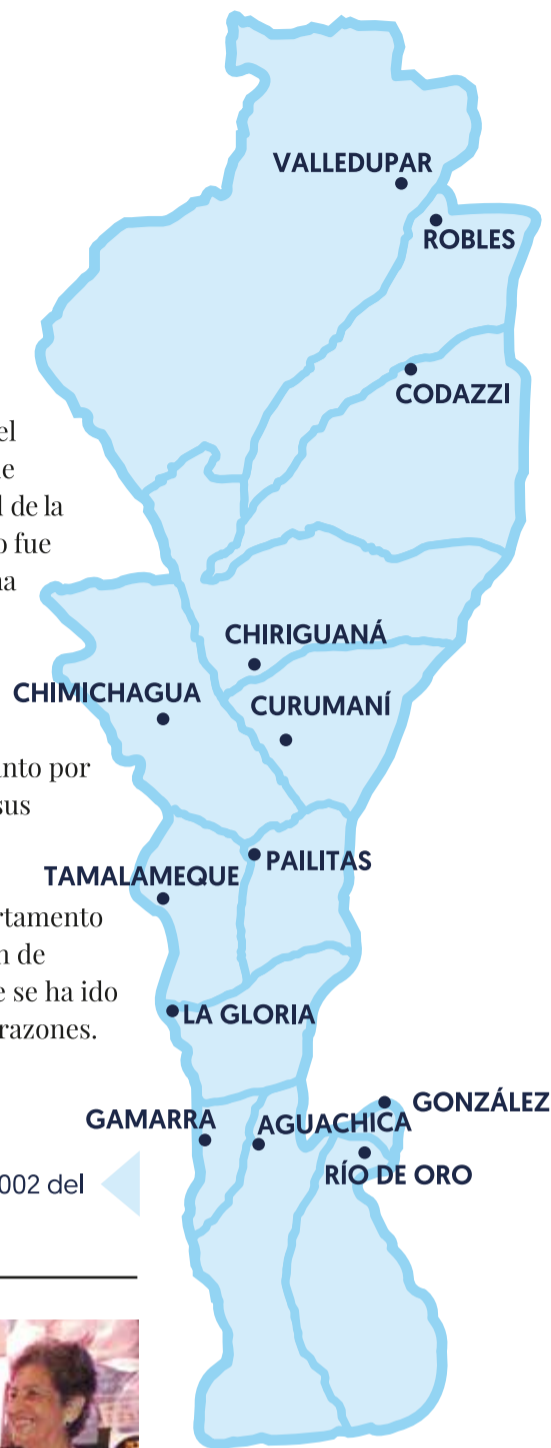 VALLEDUPAR
ROBLES
CODAZZI
el
e
l de la
o fue
na
CHIRIGUANÁ
CHIMICHAGUA
CURUMANÍ
nto por
sus
PAILITAS
TAMALAMEQUE
rtamento
n de
e se ha ido
razones.
LA GLORIA
GONZÁLEZ
GAMARRA
AGUACHICA
RÍO DE ORO
002 del